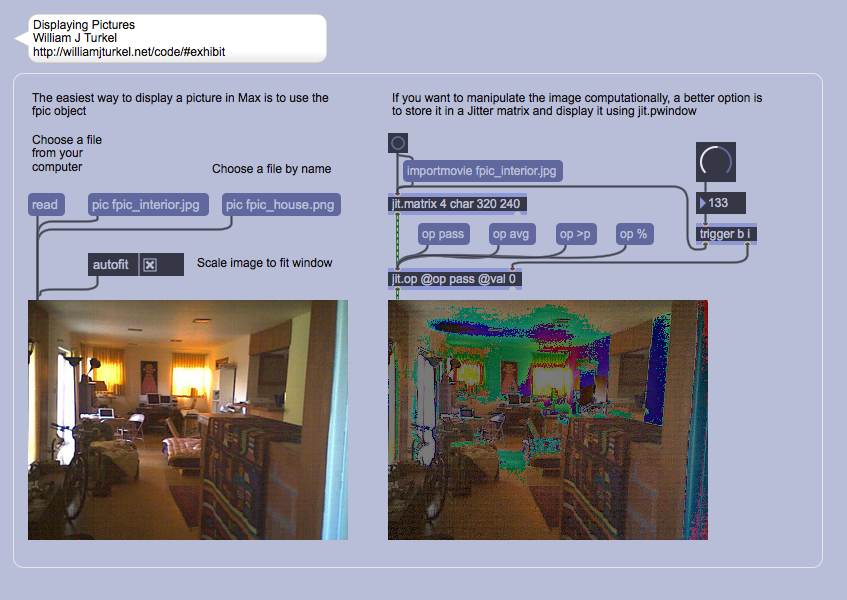 Displaying Pictures
William J Turkel
http://williamjturkel.net/code/#exhibit
The easiest way to display a picture in Max is to use the
fpic object
Choose a file
from your
computer
Choose a file by name
read
pic fpic_interior.jpg
pic fpic_house.png
autofit
Scale image to fit window
If you want to manipulate the image computationally, a better option is
to store it in a Jitter matrix and display it using jit.pwindow
importmovie fpic_interior.jpg
133
jit.matrix 4 char 320 240
trigger b i
op pass
op avg
op >p
op %
jit.op @op pass @val 0